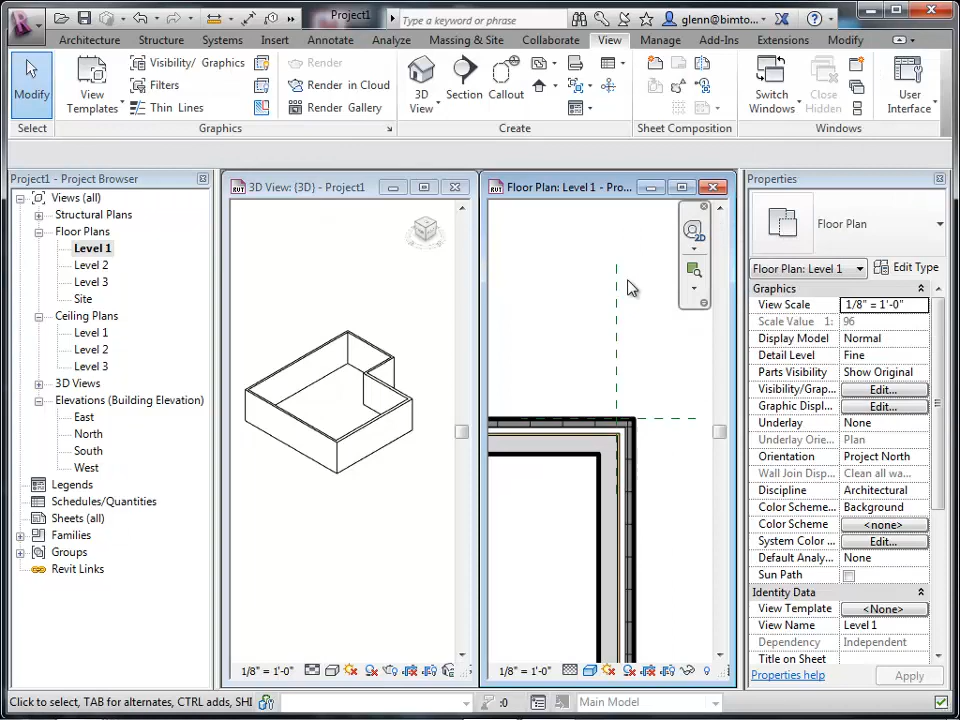 Project1
Type a keyword or phrase
glenn@bimto...
Architecture Structure Systems Insert Annotate Analyze Massing & Site Collaborate View Manage Add-Ins Extensions Modify
Modify
View
Templates
Visibility/ Graphics
Filters
Thin Lines
Render
Render in Cloud
Render Gallery
3D
View
Section
Callout
Switch
Windows
Close
Hidden
User
Interface
Select Graphics Create Sheet Composition Windows
Project1 - Project Browser
Views (all)
Structural Plans
Floor Plans
Level 1
Level 2
Level 3
Site
Ceiling Plans
Level 1
Level 2
Level 3
3D Views
Elevations (Building Elevation)
East
North
South
West
Legends
Schedules/Quantities
Sheets (all)
Families
Groups
Revit Links
3D View: {3D} - Project1
1/8" = 1'-0"
Floor Plan: Level 1 - Pro...
2D
1/8" = 1'-0"
Properties
Floor Plan
Floor Plan: Level 1 Edit Type
Graphics
View Scale 1/8" = 1'-0"
Scale Value 1: 96
Display Model Normal
Detail Level Fine
Parts Visibility Show Original
Visibility/Grap... Edit...
Graphic Displ... Edit...
Underlay None
Underlay Orie... Plan
Orientation Project North
Wall Join Disp... Clean all wa...
Discipline Architectural
Color Scheme... Background
Color Scheme <none>
System Color ... Edit...
Default Analy... None
Sun Path
Identity Data
View Template <None>
View Name Level 1
Dependency Independent
Title on Sheet
Properties help Apply
Click to select, TAB for alternates, CTRL adds, SHI
:0
Main Model